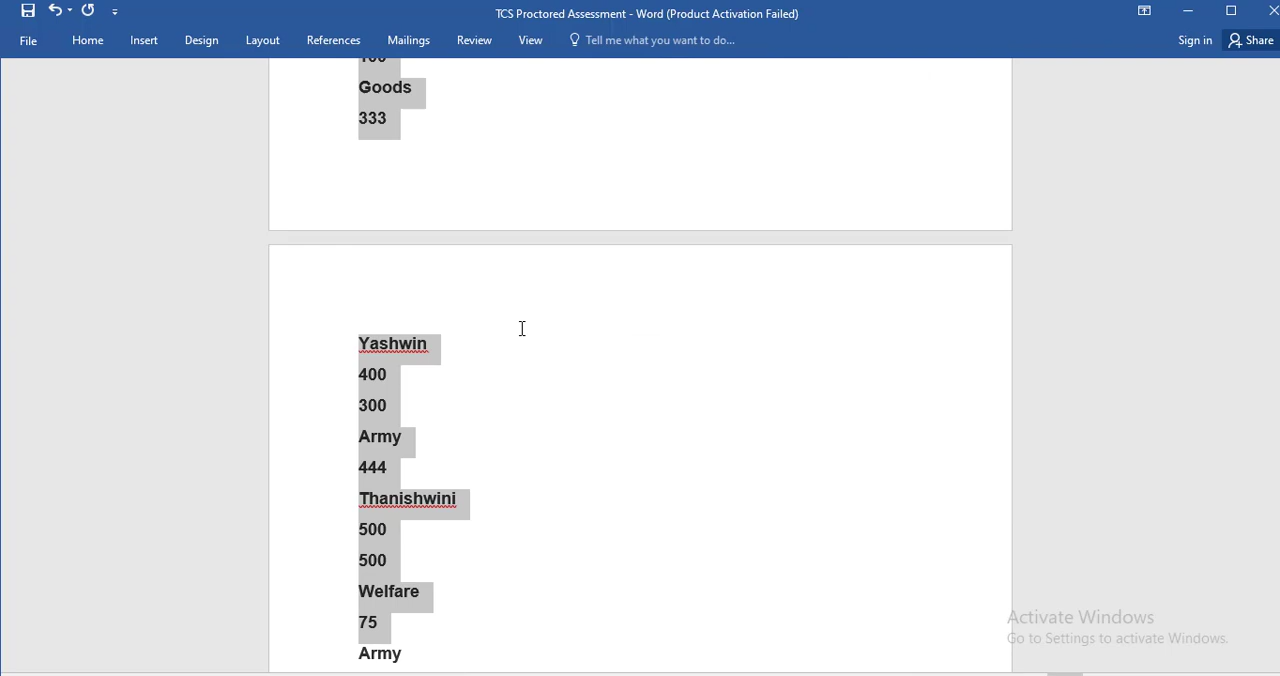 TCS Proctored Assessment - Word (Product Activation Failed)
File Home Insert Design Layout References Mailings Review View Tell me what you want to do... Sign in Share
Goods
333
Yashwin
400
300
Army
444
Thanishwini
500
500
Welfare
75
Army
Activate Windows
Go to Settings to activate Windows.